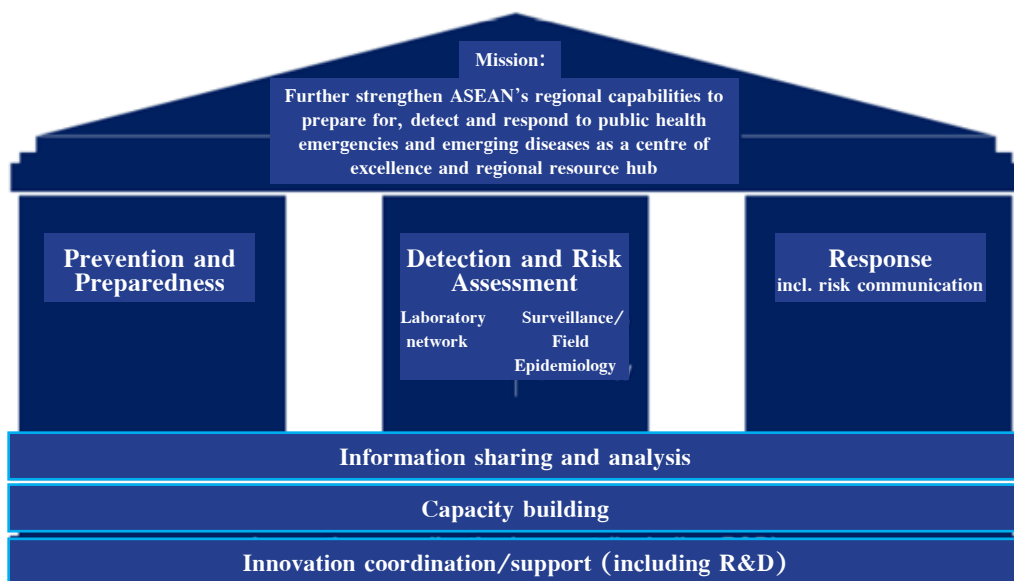 Mission:
Further strengthen ASEAN's regional capabilities to
prepare for, detect and respond to public health
emergencies and emerging diseases as a centre of
excellence and regional resource hub
Prevention and
Preparedness
Detection and Risk
Assessment
Laboratory
network
Surveillance/
Field
Epidemiology
Response
incl. risk communication
Information sharing and analysis
Capacity building
Innovation coordination/support (including R&D)